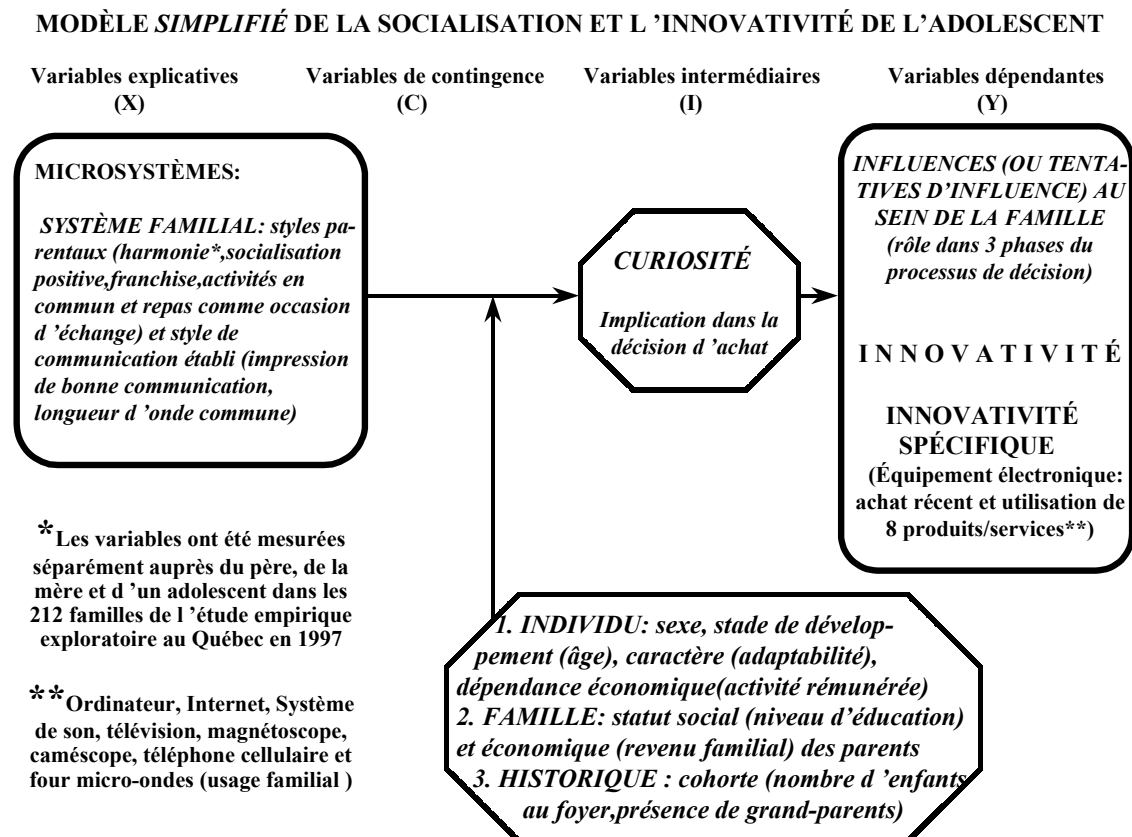 MODÈLE SIMPLIFIÉ DE LA SOCIALISATION ET L ’INNOVATIVITÉ DE L’ADOLESCENT
Variables explicatives
(X)
Variables de contingence
(C)
Variables intermédiaires
(I)
Variables dépendantes
(Y)
MICROSYSTÈMES:
SYSTÈME FAMILIAL: styles pa-
rentaux (harmonie*,socialisation
positive,franchise,activités en
commun et repas comme occasion
d ’échange) et style de
communication établi (impression
de bonne communication,
longueur d ’onde commune)
CURIOSITÉ
Implication dans la
décision d ’achat
INFLUENCES (OU TENTA-
TIVES D’INFLUENCE) AU
SEIN DE LA FAMILLE
(rôle dans 3 phases du
processus de décision)
I N N O V A T I V I T É
INNOVATIVITÉ
SPÉCIFIQUE
(Équipement électronique:
achat récent et utilisation de
8 produits/services**)
*Les variables ont été mesurées
séparément auprès du père, de la
mère et d ’un adolescent dans les
212 familles de l ’étude empirique
exploratoire au Québec en 1997
**Ordinateur, Internet, Système
de son, télévision, magnétoscope,
caméscope, téléphone cellulaire et
four micro-ondes (usage familial )
1. INDIVIDU: sexe, stade de dévelop-
pement (âge), caractère (adaptabilité),
dépendance économique(activité rémunérée)
2. FAMILLE: statut social (niveau d’éducation)
et économique (revenu familial) des parents
3. HISTORIQUE : cohorte (nombre d ’enfants
au foyer,présence de grand-parents)